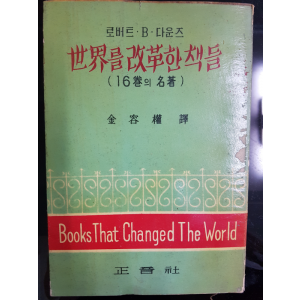 로버트·B·다운즈
世界를 改革한 책들
(16巻의 名著)
金容權 譯
Books That Changed The World
正音社